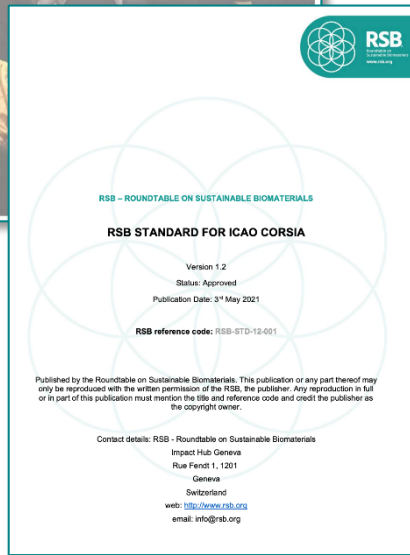 RSB
Roundtable on
Sustainable Biomaterials
www.rsb.org
RSB – ROUNDTABLE ON SUSTAINABLE BIOMATERIALS
RSB STANDARD FOR ICAO CORSIA
Version 1.2
Status: Approved
Publication Date: 3rd May 2021
RSB reference code: RSB-STD-12-001
Published by the Roundtable on Sustainable Biomaterials. This publication or any part thereof may
only be reproduced with the written permission of the RSB, the publisher. Any reproduction in full
or in part of this publication must mention the title and reference code and credit the publisher as
the copyright owner.
Contact details: RSB - Roundtable on Sustainable Biomaterials
Impact Hub Geneva
Rue Fendt 1, 1201
Geneva
Switzerland
web: http://www.rsb.org
email: info@rsb.org